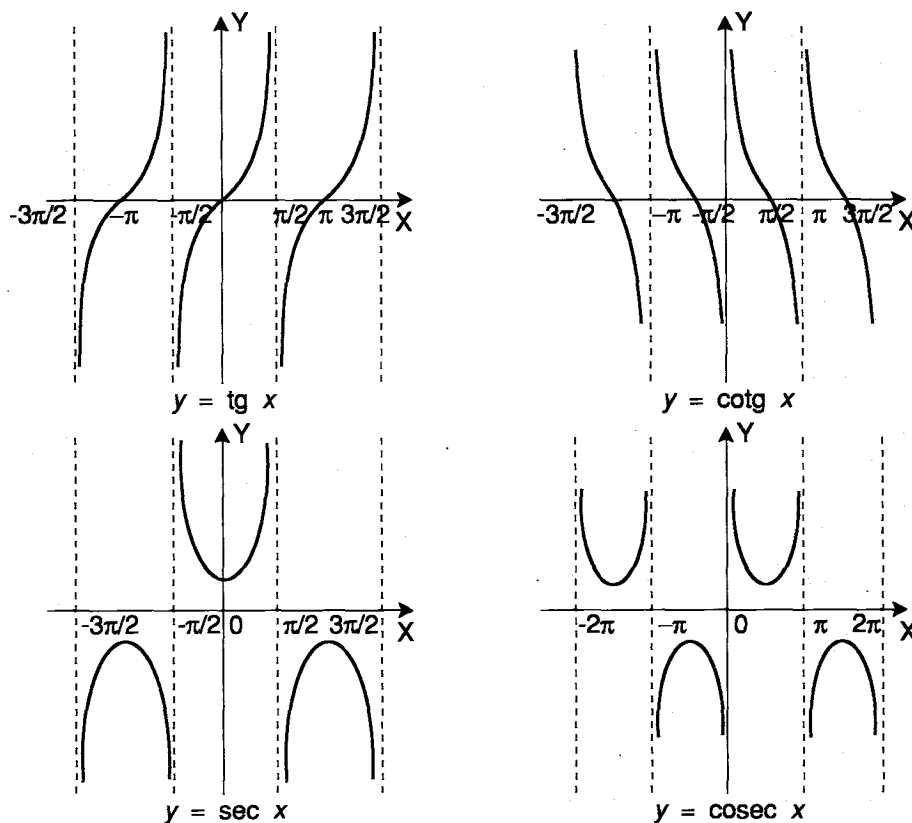 Y
-3π/2 -π -π/2 π/2 π 3π/2 X
y = tg x
Y
-3π/2 -π -π/2 π/2 π 3π/2 X
y = cotg x
Y
-3π/2 -π/2 0 π/2 3π/2 X
y = sec x
Y
-2π -π 0 π 2π X
y = cosec x